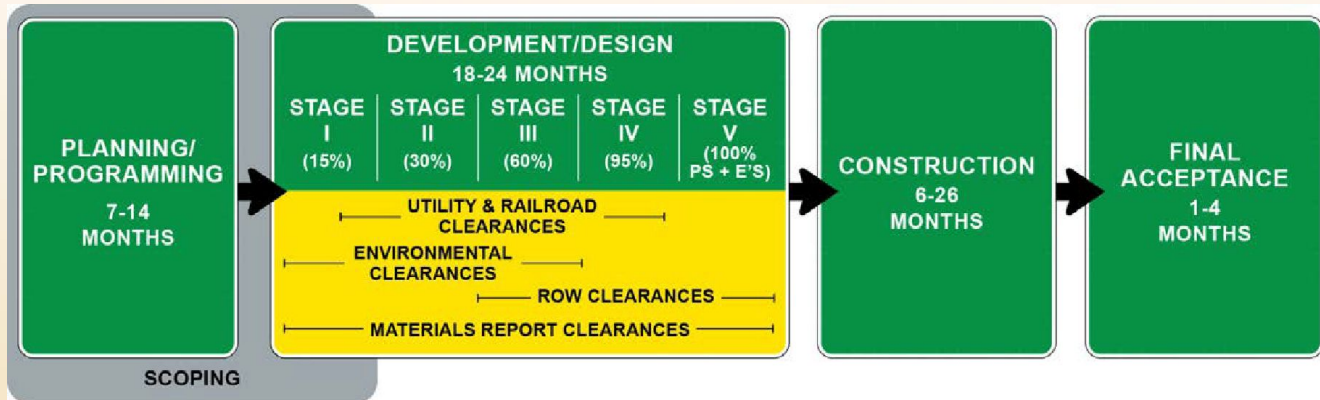 PLANNING/
PROGRAMMING
7-14
MONTHS
SCOPING
DEVELOPMENT/DESIGN
18-24 MONTHS
STAGE
I
(15%)
STAGE
II
(30%)
STAGE
III
(60%)
STAGE
IV
(95%)
STAGE
V
(100%
PS + E'S)
UTILITY & RAILROAD
CLEARANCES
ENVIRONMENTAL
CLEARANCES
ROW CLEARANCES
MATERIALS REPORT CLEARANCES
CONSTRUCTION
6-26
MONTHS
FINAL
ACCEPTANCE
1-4
MONTHS